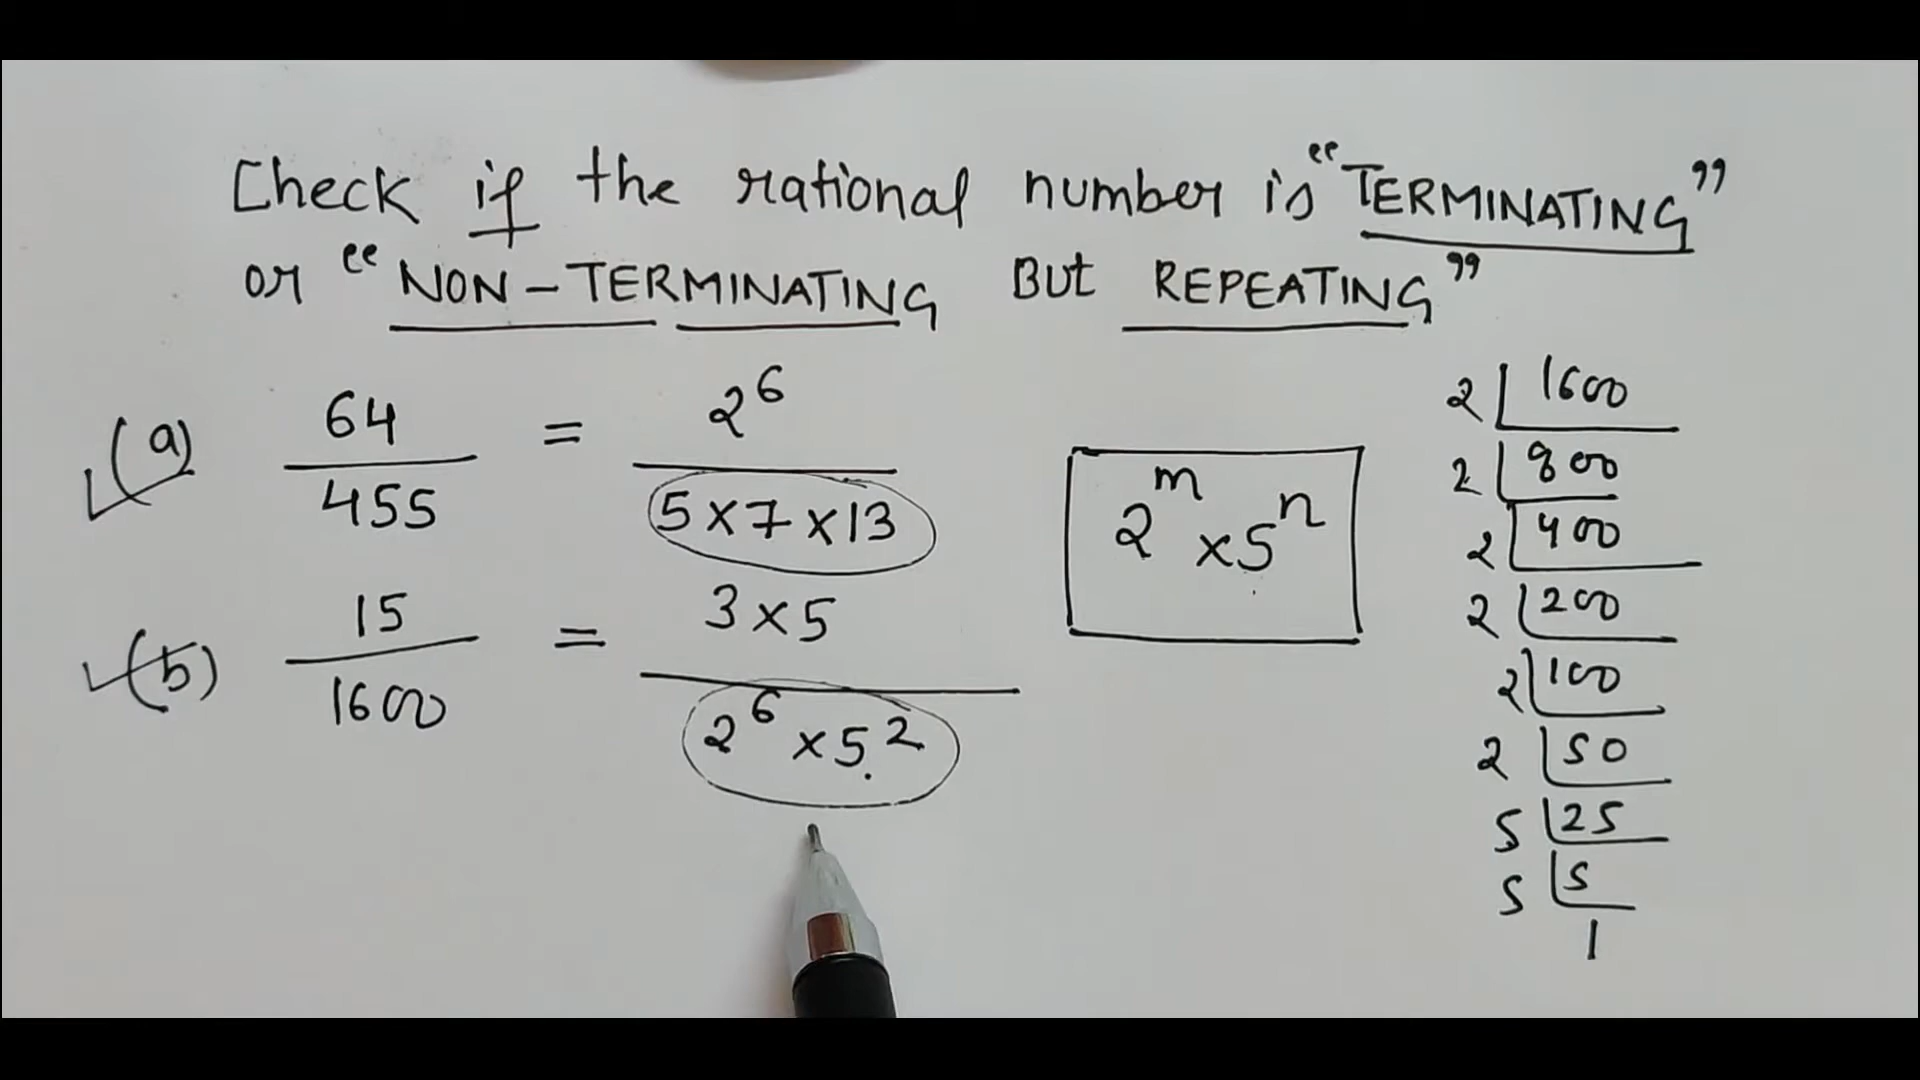 Check if the rational number is "TERMINATING"
or "NON-TERMINATING BUT REPEATING"
(a) 64/455 = 2^6/(5×7×13)
2^m × 5^n
(b) 15/1600 = (3×5)/(2^6×5^2)
2 | 1600
2 | 800
2 | 400
2 | 200
2 | 100
2 | 50
5 | 25
5 | 5
1